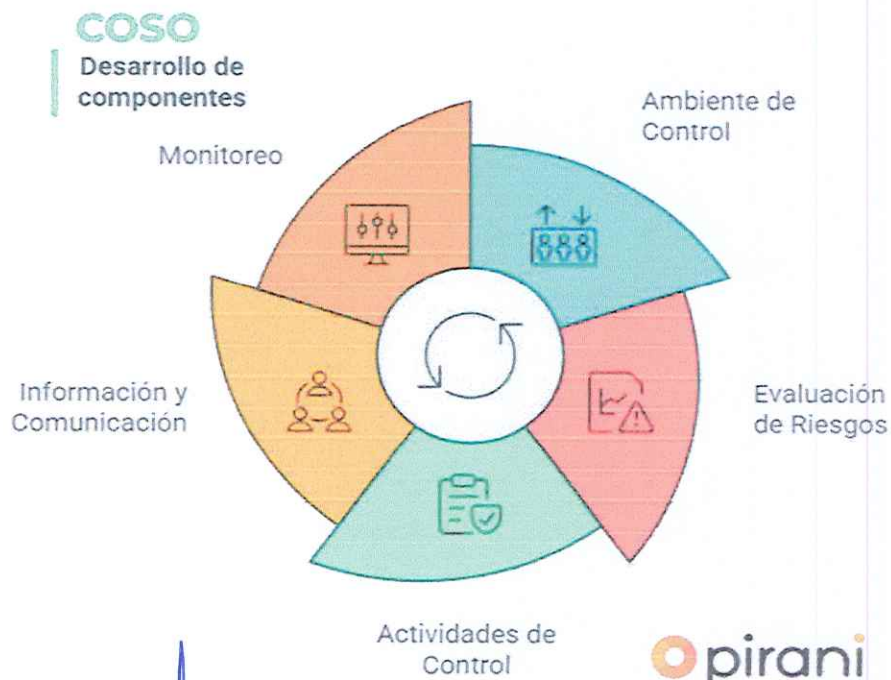 COSO
Desarrollo de
componentes
Monitoreo
Ambiente de
Control
Información y
Comunicación
Evaluación
de Riesgos
Actividades de
Control
pirani